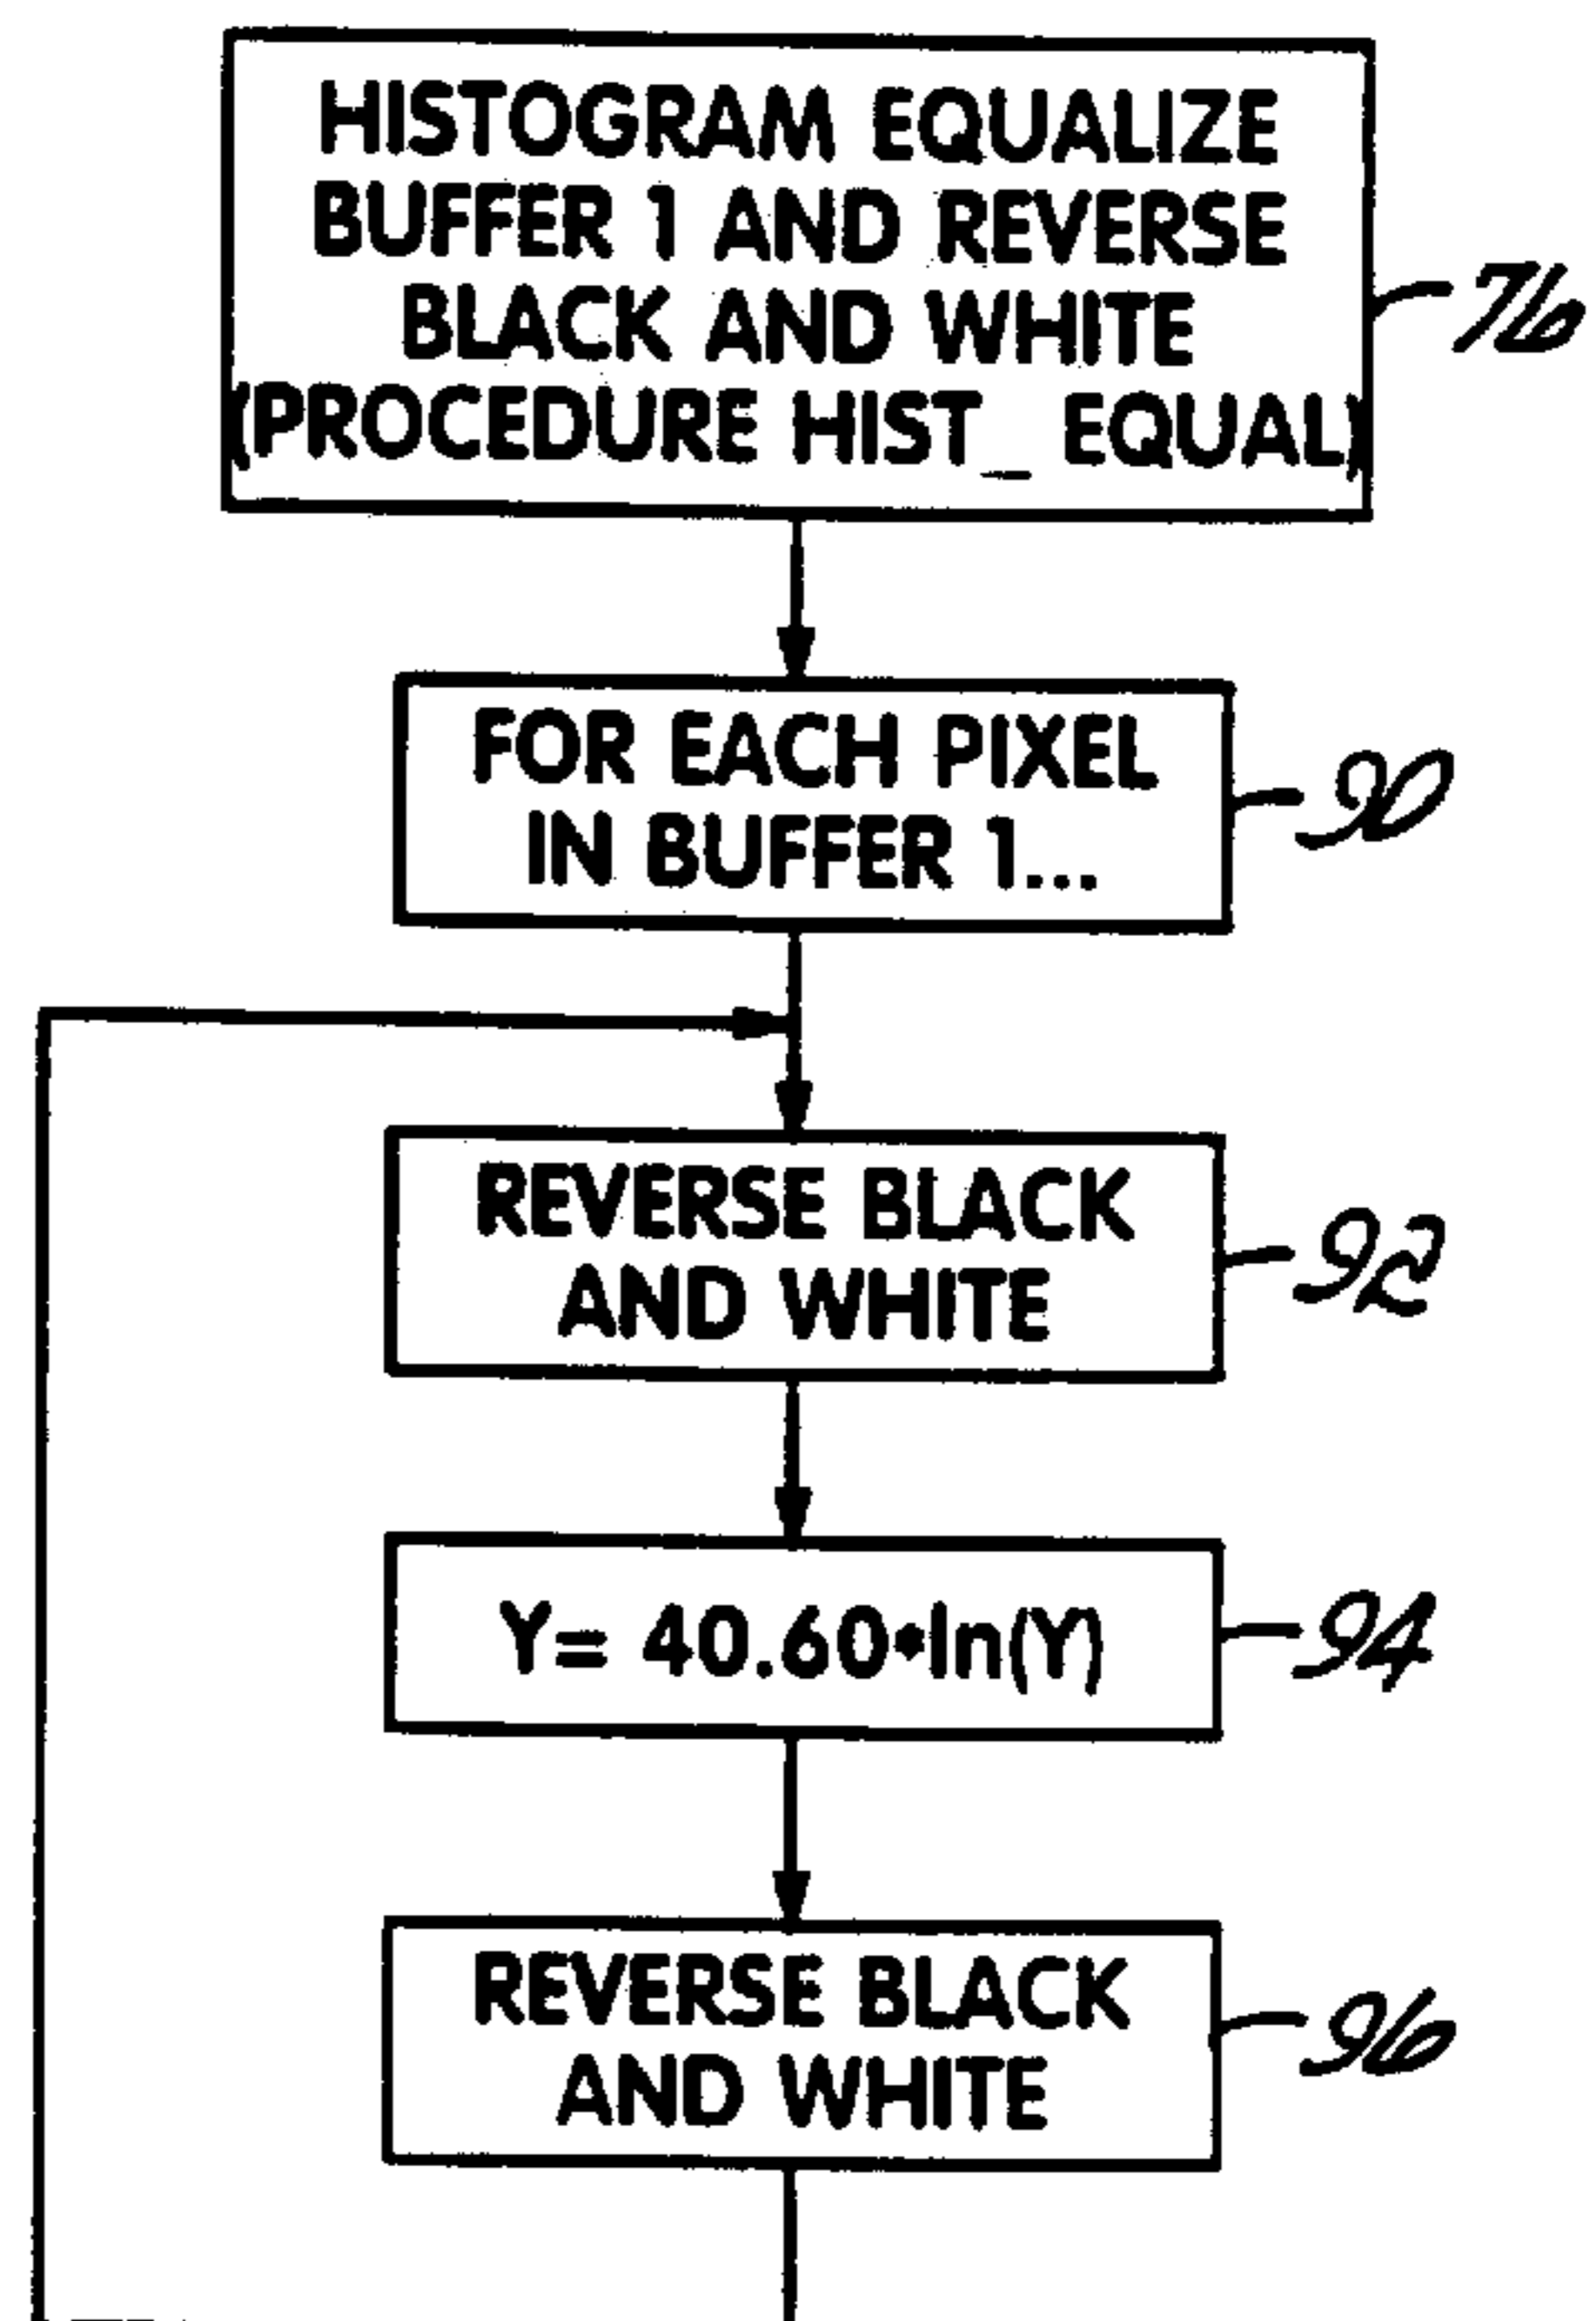 HISTOGRAM EQUALIZE
BUFFER 1 AND REVERSE
BLACK AND WHITE
(PROCEDURE HIST_ EQUAL)
76
FOR EACH PIXEL
IN BUFFER 1...
90
REVERSE BLACK
AND WHITE
92
Y= 40.60•ln(Y)
94
REVERSE BLACK
AND WHITE
96